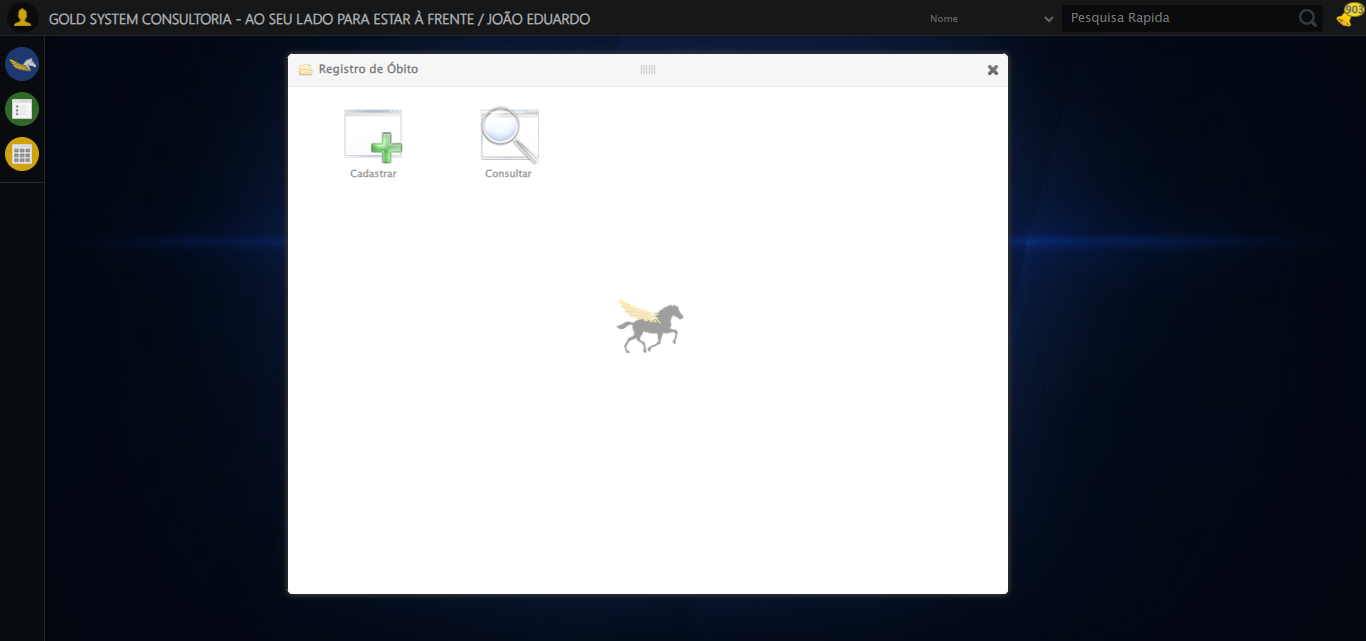 GOLD SYSTEM CONSULTORIA - AO SEU LADO PARA ESTAR À FRENTE / JOÃO EDUARDO
Nome
Pesquisa Rapida
903
Registro de Óbito
Cadastrar
Consultar